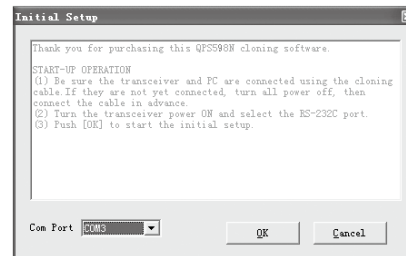 Initial Setup
Thank you for purchasing this QPS598N cloning software.
START-UP OPERATION
(1) Be sure the transceiver and PC are connected using the cloning
cable.If they are not yet connected, turn all power off, then
connect the cable in advance.
(2) Turn the transceiver power ON and select the RS-232C port.
(3) Push [OK] to start the initial setup.
Com Port COM3 OK Cancel